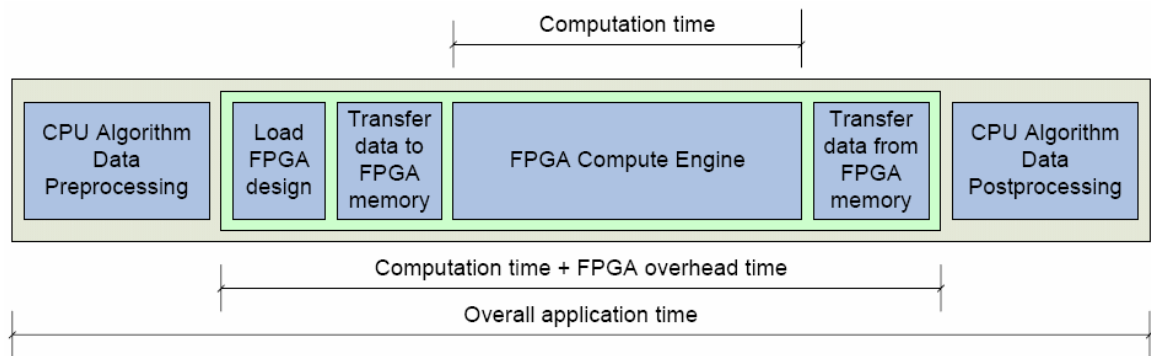 Computation time
CPU Algorithm
Data
Preprocessing
Load
FPGA
design
Transfer
data to
FPGA
memory
FPGA Compute Engine
Transfer
data from
FPGA
memory
CPU Algorithm
Data
Postprocessing
Computation time + FPGA overhead time
Overall application time